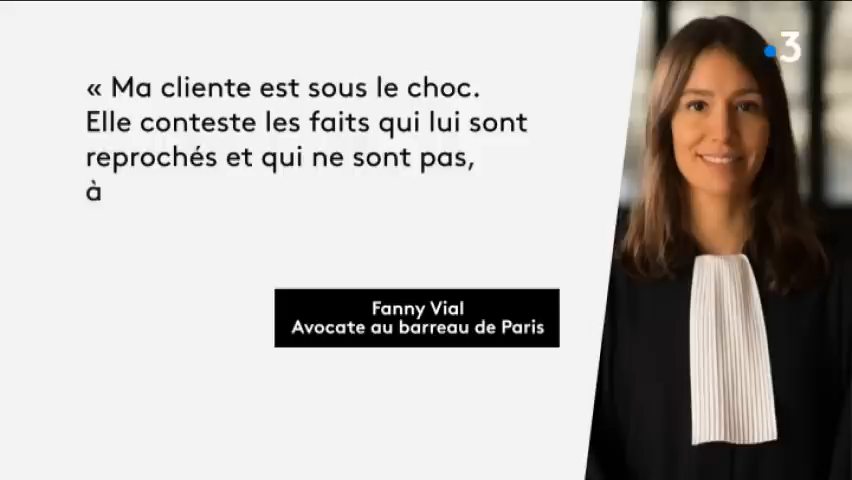 « Ma cliente est sous le choc.
Elle conteste les faits qui lui sont
reprochés et qui ne sont pas,
à
Fanny Vial
Avocate au barreau de Paris
3